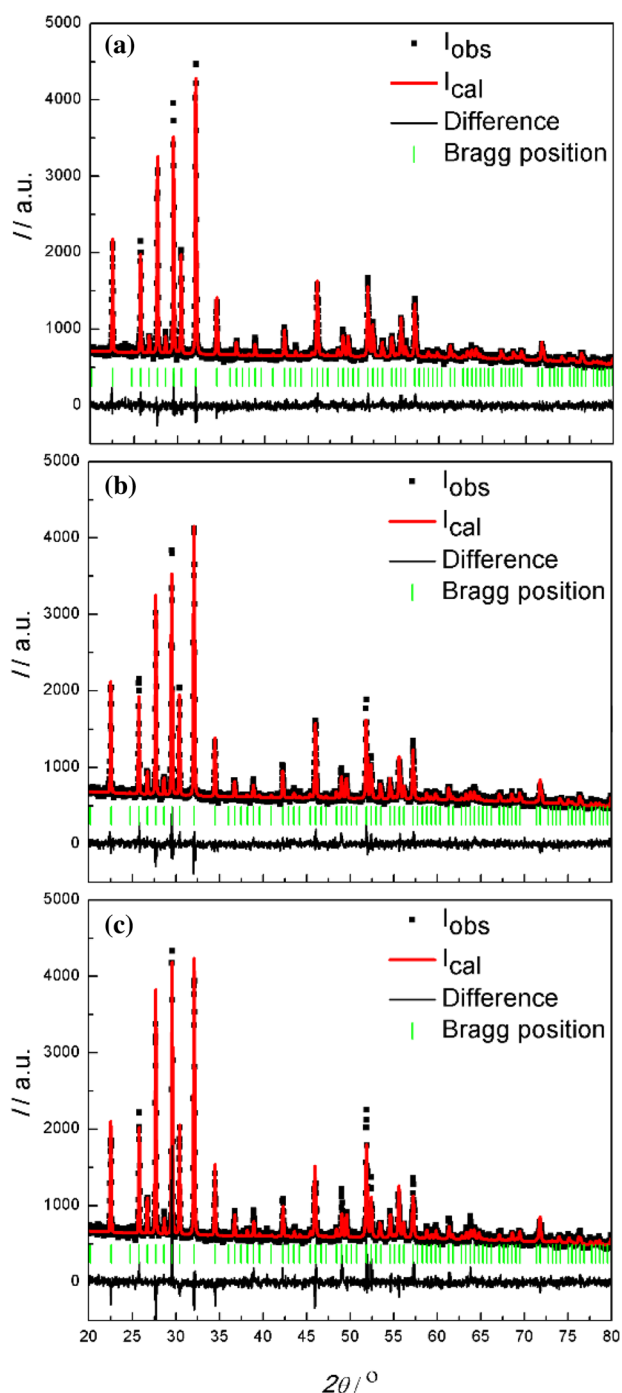 (a)
I / a.u.
5000
4000
3000
2000
1000
0
Iobs
Ical
Difference
Bragg position
(b)
I / a.u.
5000
4000
3000
2000
1000
0
Iobs
Ical
Difference
Bragg position
(c)
I / a.u.
5000
4000
3000
2000
1000
0
Iobs
Ical
Difference
Bragg position
20 25 30 35 40 45 50 55 60 65 70 75 80
2θ / °